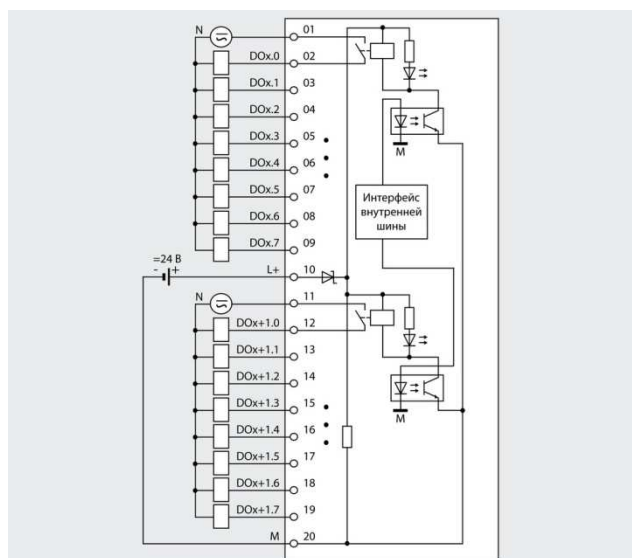 N 01
DOx.0 02
DOx.1 03
DOx.2 04
DOx.3 05
DOx.4 06
DOx.5 07
DOx.6 08
DOx.7 09
M
Интерфейс
внутренней
шины
=24 В
- +
L+ 10
N 11
DOx+1.0 12
DOx+1.1 13
DOx+1.2 14
DOx+1.3 15
DOx+1.4 16
DOx+1.5 17
DOx+1.6 18
DOx+1.7 19
M
M 20